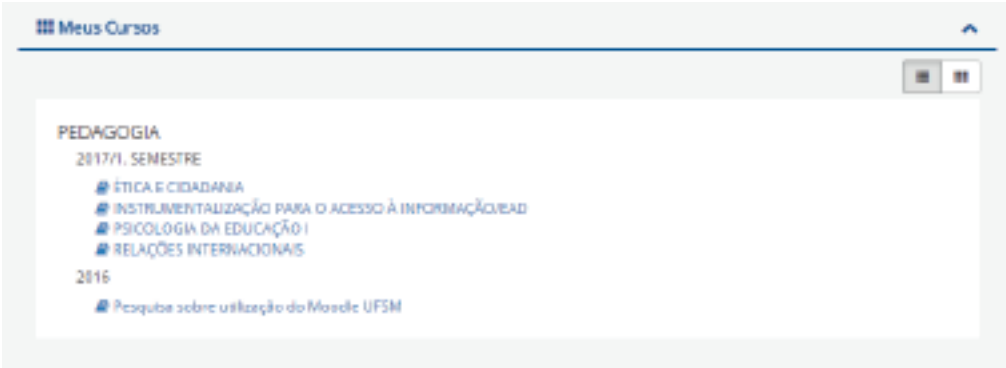 Meus Cursos
PEDAGOGIA
2017/1. SEMESTRE
ÉTICA E CIDADANIA
INSTRUMENTALIZAÇÃO PARA O ACESSO À INFORMAÇÃO/EAD
PSICOLOGIA DA EDUCAÇÃO I
RELAÇÕES INTERNACIONAIS
2016
Pesquisa sobre utilização do Moodle UFSM